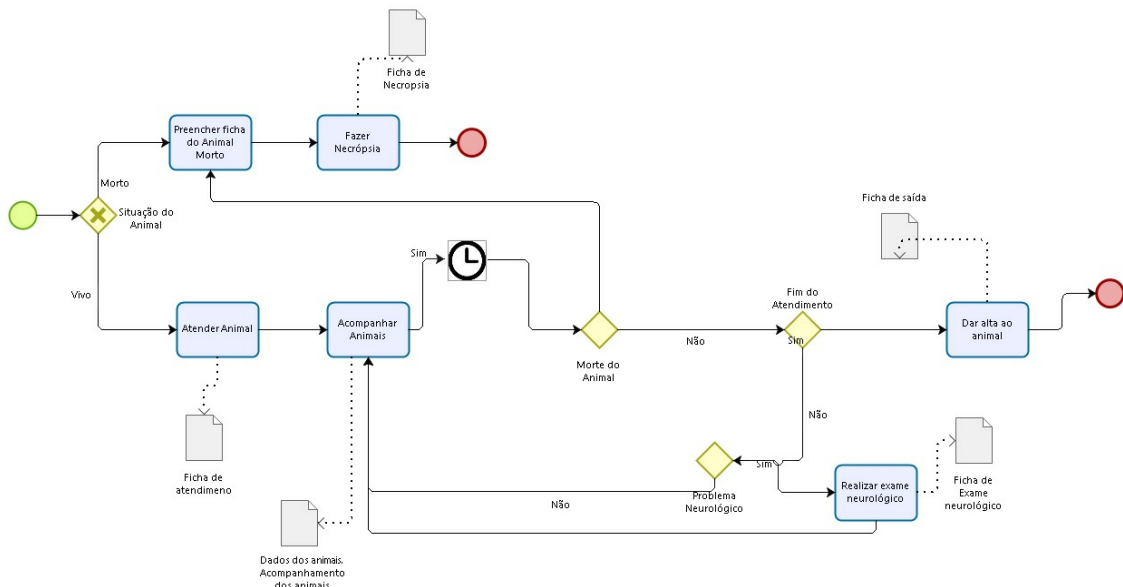 Ficha de
Necropsia
Preencher ficha
do Animal
Morto
Fazer
Necrópsia
Morto
Situação do
Animal
Ficha de saída
Sim
Vivo
Fim do
Atendimento
Atender Animal
Acompanhar
Animais
Não
Sim
Dar alta ao
animal
Morte do
Animal
Não
Sim
Ficha de
atendimeno
Ficha de
Exame
neurológico
Realizar exame
neurológico
Problema
Neurológico
Não
Dados dos animais.
Acompanhamento
dos animais